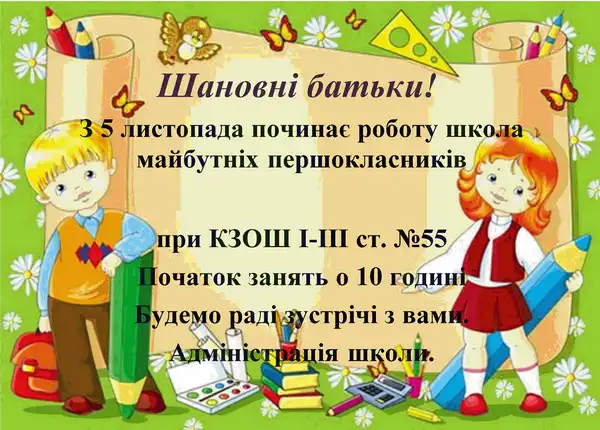 Шановні батьки!
З 5 листопада починає роботу школа
майбутніх першокласників
при КЗОШ І-ІІІ ст. №55
Початок занять о 10 годині
Будемо раді зустрічі з вами.
Адміністрація школи.